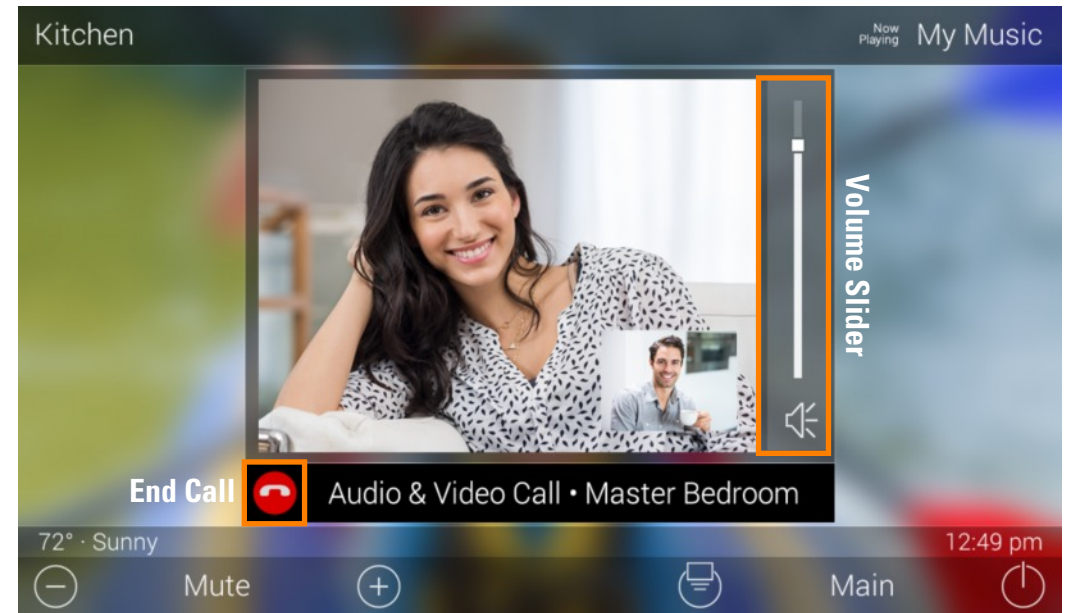 Kitchen
Now Playing
My Music
Volume Slider
End Call
Audio & Video Call • Master Bedroom
72° · Sunny
12:49 pm
Mute
Main